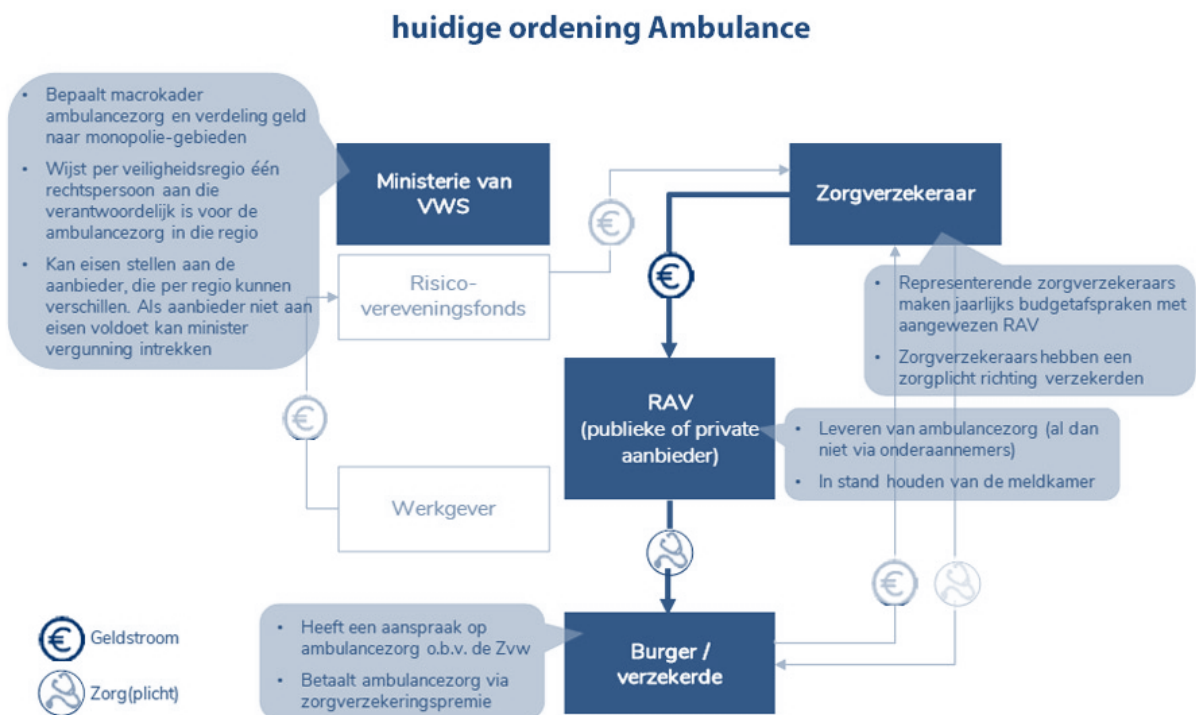 huidige ordening Ambulance
• Bepaalt macrokader
ambulancezorg en verdeling geld
naar monopolie-gebieden
• Wijst per veiligheidsregio één
rechtspersoon aan die
verantwoordelijk is voor de
ambulancezorg in die regio
• Kan eisen stellen aan de
aanbieder, die per regio kunnen
verschillen. Als aanbieder niet aan
eisen voldoet kan minister
vergunning intrekken
Ministerie van
VWS
€
Zorgverzekeraar
Risico-
vereveningsfonds
€
• Representerende zorgverzekeraars
maken jaarlijks budgetafspraken met
aangewezen RAV
• Zorgverzekeraars hebben een
zorgplicht richting verzekerden
€
RAV
(publieke of private
aanbieder)
• Leveren van ambulancezorg (al dan
niet via onderaannemers)
• In stand houden van de meldkamer
Werkgever
€
€ Geldstroom
Zorg(plicht)
• Heeft een aanspraak op
ambulancezorg o.b.v. de Zvw
• Betaalt ambulancezorg via
zorgverzekeringspremie
Burger /
verzekerde